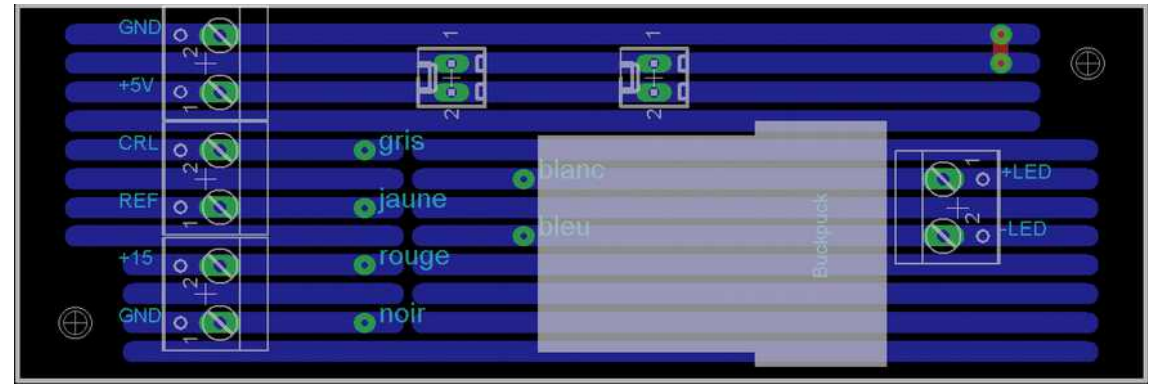 GND
2
+5V
1
1
2
1
2
CRL
2
REF
1
gris
jaune
blanc
bleu
+15
2
GND
1
rouge
noir
Buckpuck
1
+LED
2
-LED